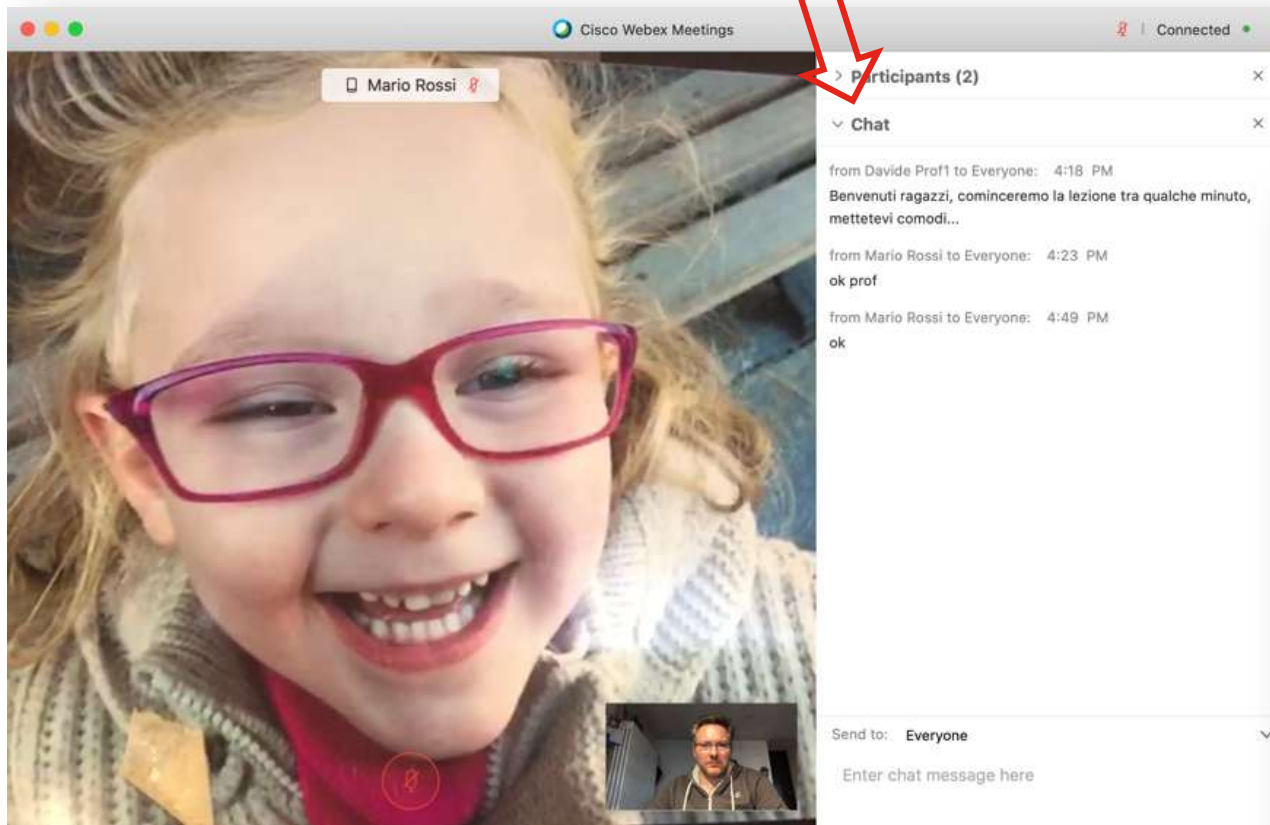 Cisco Webex Meetings
Connected
Mario Rossi
Participants (2)
Chat
from Davide Prof1 to Everyone: 4:18 PM
Benvenuti ragazzi, cominceremo la lezione tra qualche minuto,
mettetevi comodi...
from Mario Rossi to Everyone: 4:23 PM
ok prof
from Mario Rossi to Everyone: 4:49 PM
ok
Send to: Everyone
Enter chat message here